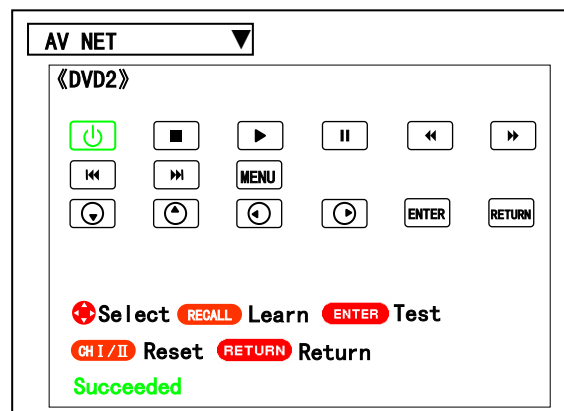 AV NET
《DVD2》
MENU
ENTER RETURN
Select RECALL Learn ENTER Test
CH I/II Reset RETURN Return
Succeeded